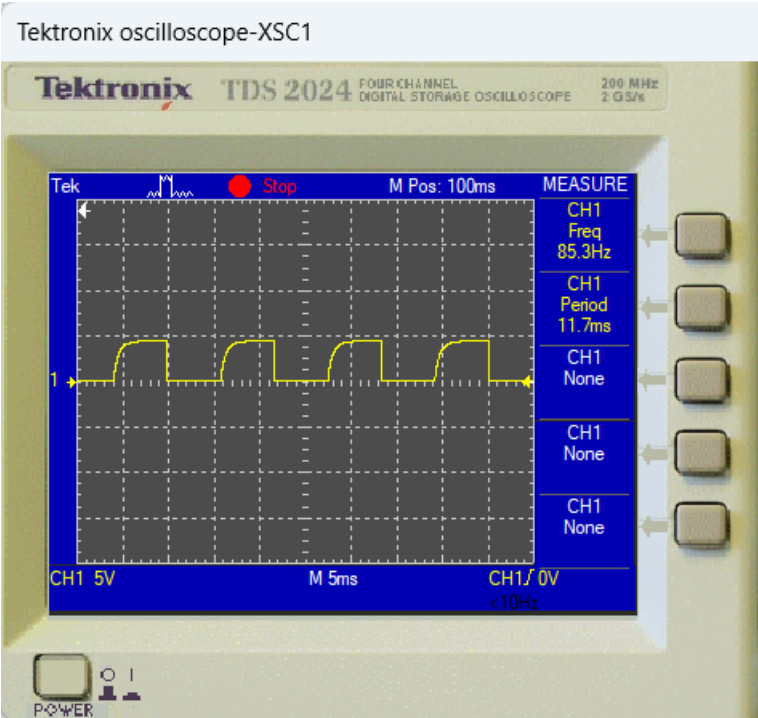 Tektronix oscilloscope-XSC1
Tektronix TDS 2024 FOUR CHANNEL DIGITAL STORAGE OSCILLOSCOPE 200 MHz 2 GS/s
Tek Stop M Pos: 100ms MEASURE
CH1
Freq
85.3Hz
CH1
Period
11.7ms
CH1
None
CH1
None
CH1
None
1
CH1 5V M 5ms CH1 0V
<10Hz
POWER